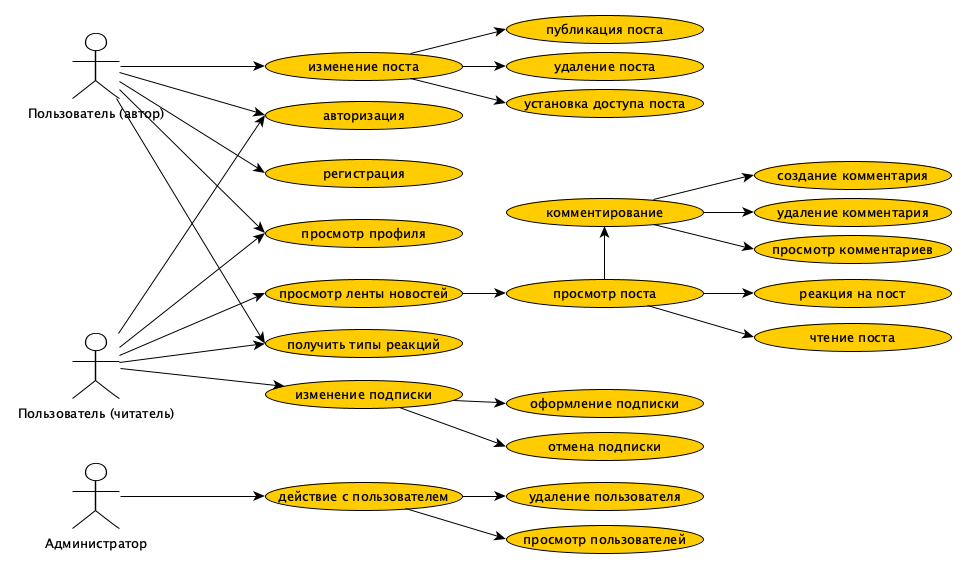 публикация поста
изменение поста
удаление поста
установка доступа поста
Пользователь (автор)
авторизация
регистрация
создание комментария
комментирование
удаление комментария
просмотр профиля
просмотр комментариев
просмотр ленты новостей
просмотр поста
реакция на пост
чтение поста
получить типы реакций
изменение подписки
оформление подписки
Пользователь (читатель)
отмена подписки
действие с пользователем
удаление пользователя
Администратор
просмотр пользователей